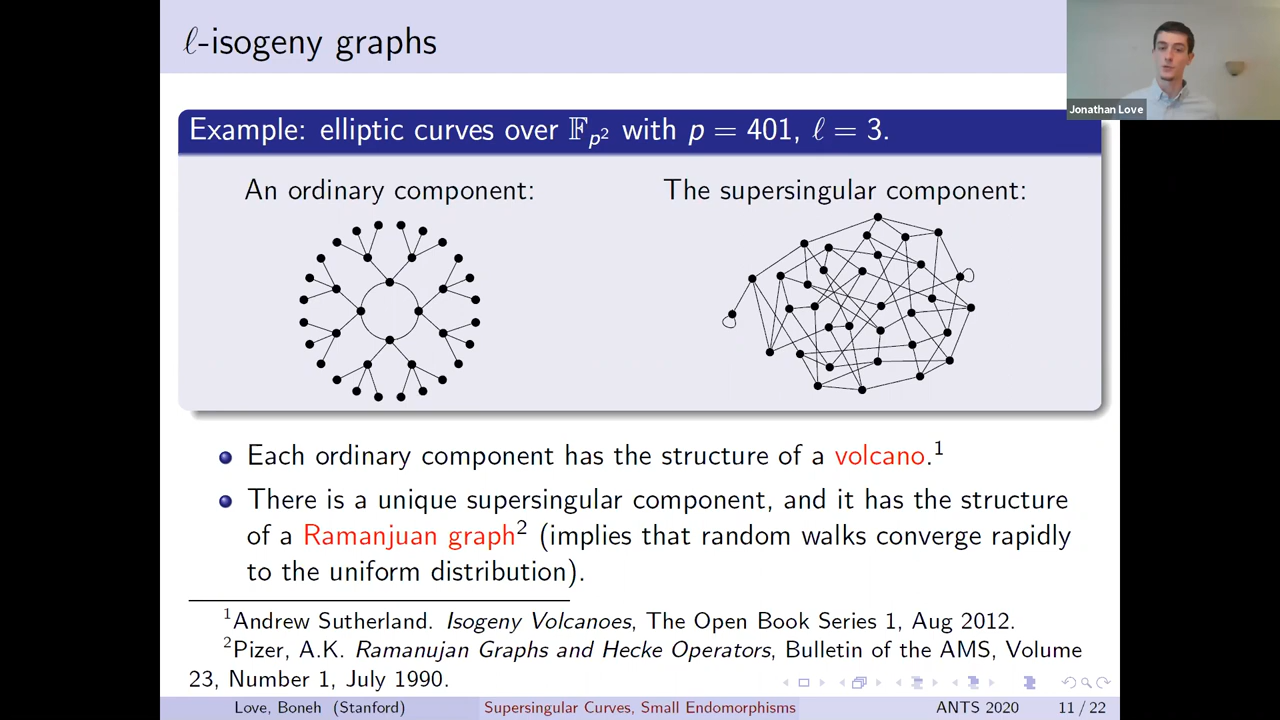 ℓ-isogeny graphs
Jonathan Love
Example: elliptic curves over 𝔽ₚ² with p = 401, ℓ = 3.
An ordinary component:
The supersingular component:
Each ordinary component has the structure of a volcano.¹
There is a unique supersingular component, and it has the structure
of a Ramanjuan graph² (implies that random walks converge rapidly
to the uniform distribution).
¹Andrew Sutherland. Isogeny Volcanoes, The Open Book Series 1, Aug 2012.
²Pizer, A.K. Ramanujan Graphs and Hecke Operators, Bulletin of the AMS, Volume
23, Number 1, July 1990.
Love, Boneh (Stanford)
Supersingular Curves, Small Endomorphisms
ANTS 2020
11 / 22